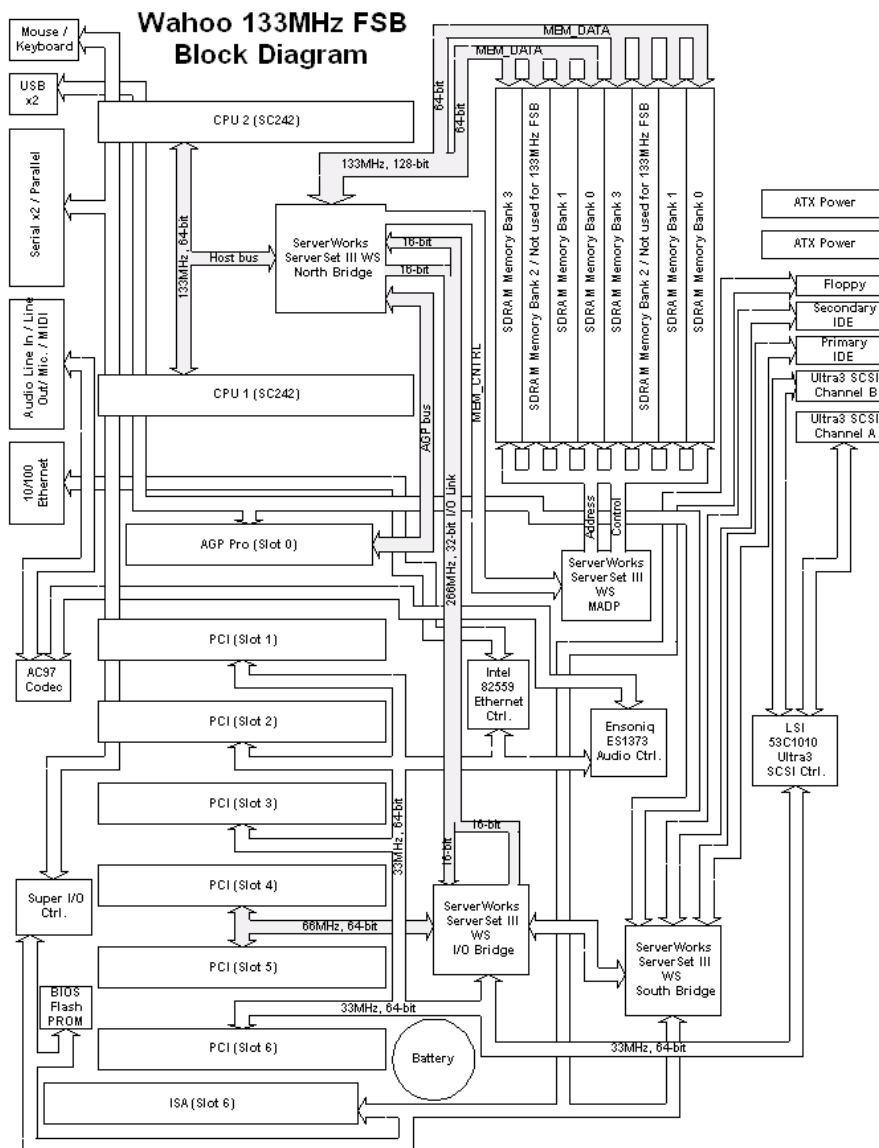 Wahoo 133MHz FSB
Block Diagram
Mouse /
Keyboard
USB
x2
Serial x2 / Parallel
Audio Line In / Line
Out/ Mic. / MIDI
10/100
Ethernet
CPU 2 (SC242)
133MHz, 64-bit
Host bus
CPU 1 (SC242)
MEM_DATA
MEM_DATA
64-bit
64-bit
133MHz, 128-bit
ServerWorks
ServerSet III WS
North Bridge
16-bit
16-bit
AGP bus
266MHz, 32-bit I/O Link
MEM_CNTRL
SDRAM Memory Bank 3
SDRAM Memory Bank 2 / Not used for 133MHz FSB
SDRAM Memory Bank 1
SDRAM Memory Bank 0
SDRAM Memory Bank 3
SDRAM Memory Bank 2 / Not used for 133MHz FSB
SDRAM Memory Bank 1
SDRAM Memory Bank 0
ATX Power
ATX Power
Floppy
Secondary
IDE
Primary
IDE
Ultra3 SCSI
Channel B
Ultra3 SCSI
Channel A
Address
Control
AGP Pro (Slot 0)
ServerWorks
ServerSet III
WS
MADP
PCI (Slot 1)
AC97
Codec
Intel
82559
Ethernet
Ctrl.
PCI (Slot 2)
Ensoniq
ES1373
Audio Ctrl.
LSI
53C1010
Ultra3
SCSI Ctrl.
PCI (Slot 3)
33MHz, 64-bit
16-bit
16-bit
PCI (Slot 4)
Super I/O
Ctrl.
66MHz, 64-bit
ServerWorks
ServerSet III
WS
I/O Bridge
PCI (Slot 5)
ServerWorks
ServerSet III
WS
South Bridge
BIOS
Flash
PROM
33MHz, 64-bit
PCI (Slot 6)
Battery
33MHz, 64-bit
ISA (Slot 6)